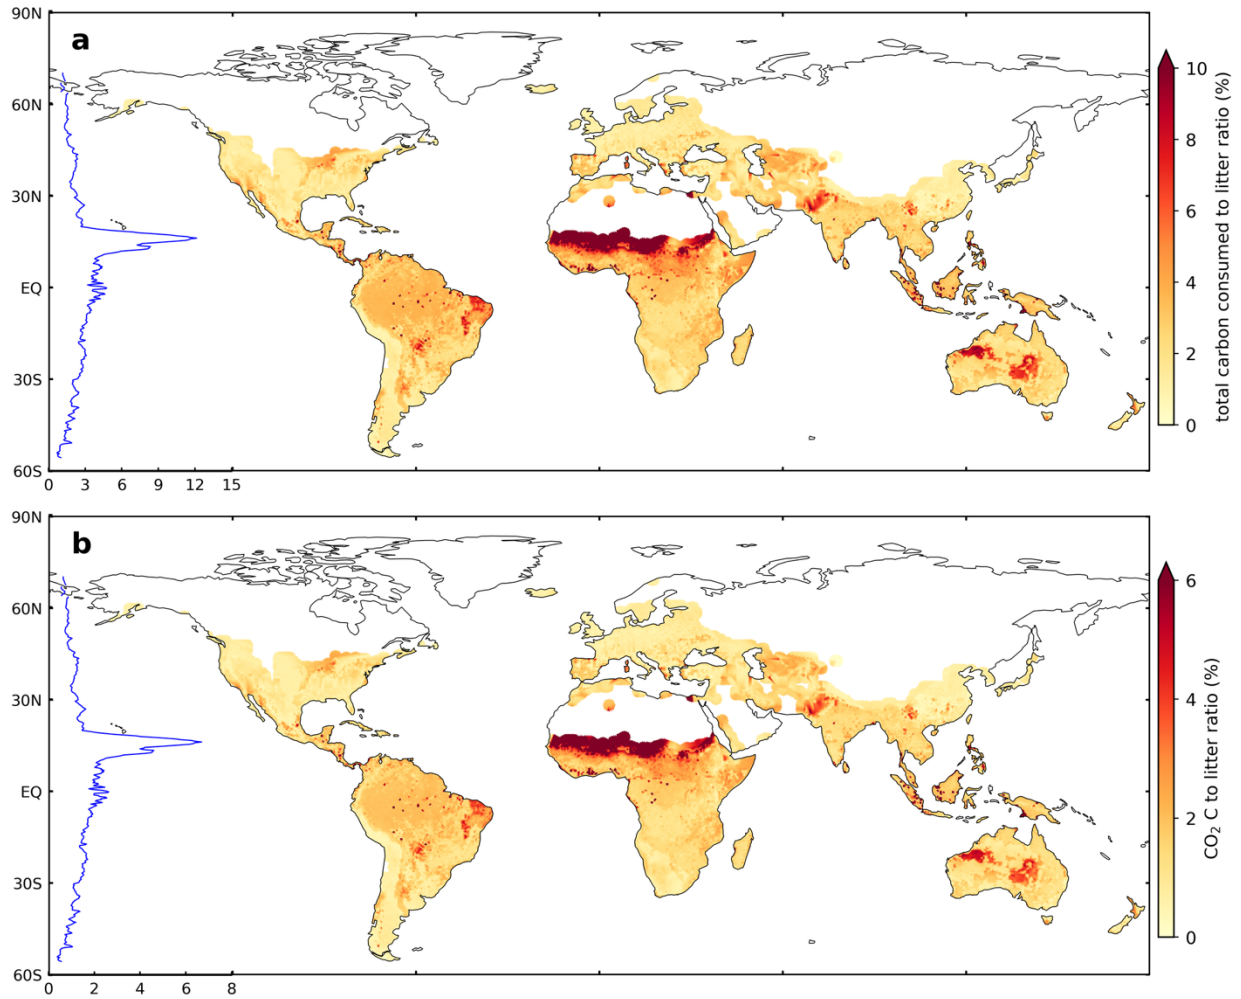 a
90N
60N
30N
EQ
30S
60S
0 3 6 9 12 15
10
8
6
4
2
0
total carbon consumed to litter ratio (%)
b
90N
60N
30N
EQ
30S
60S
0 2 4 6 8
6
4
2
0
CO₂ C to litter ratio (%)